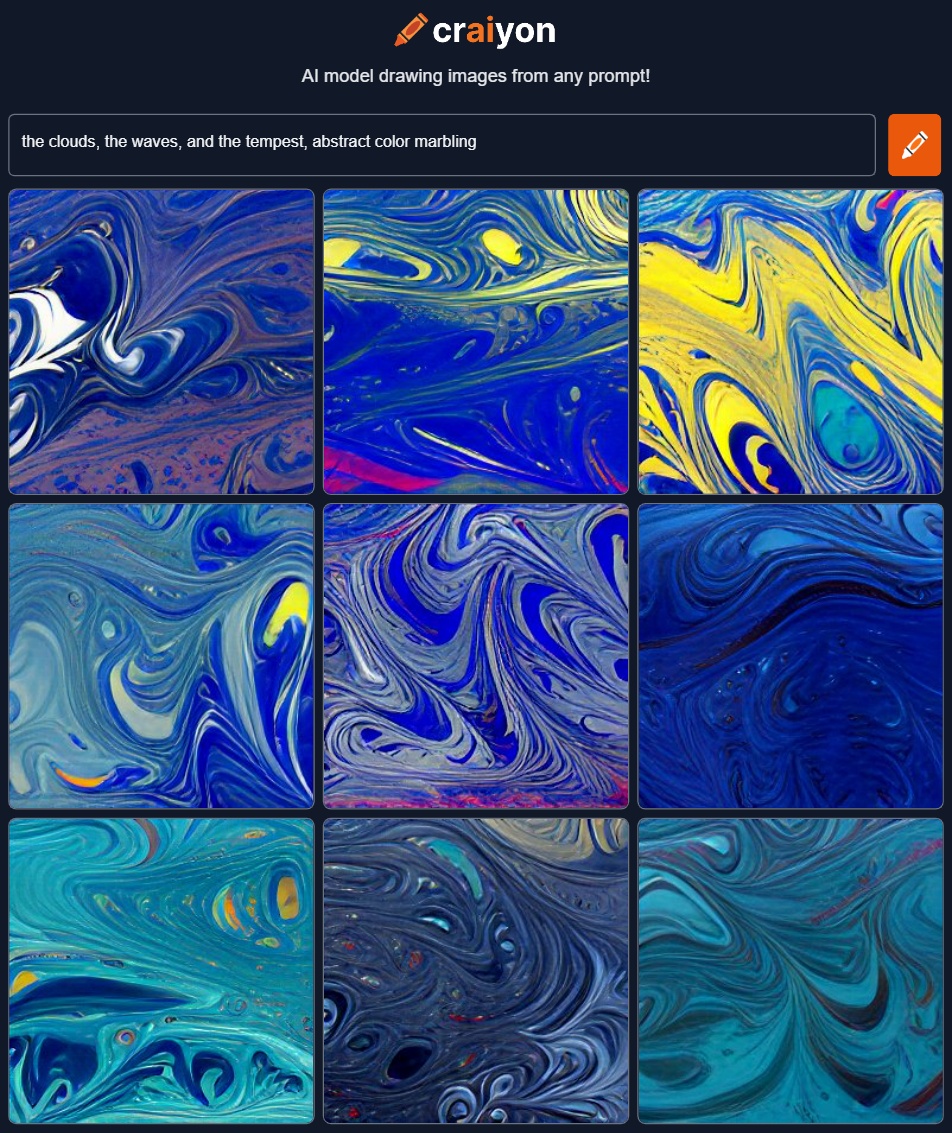 craiyon
AI model drawing images from any prompt!
the clouds, the waves, and the tempest, abstract color marbling